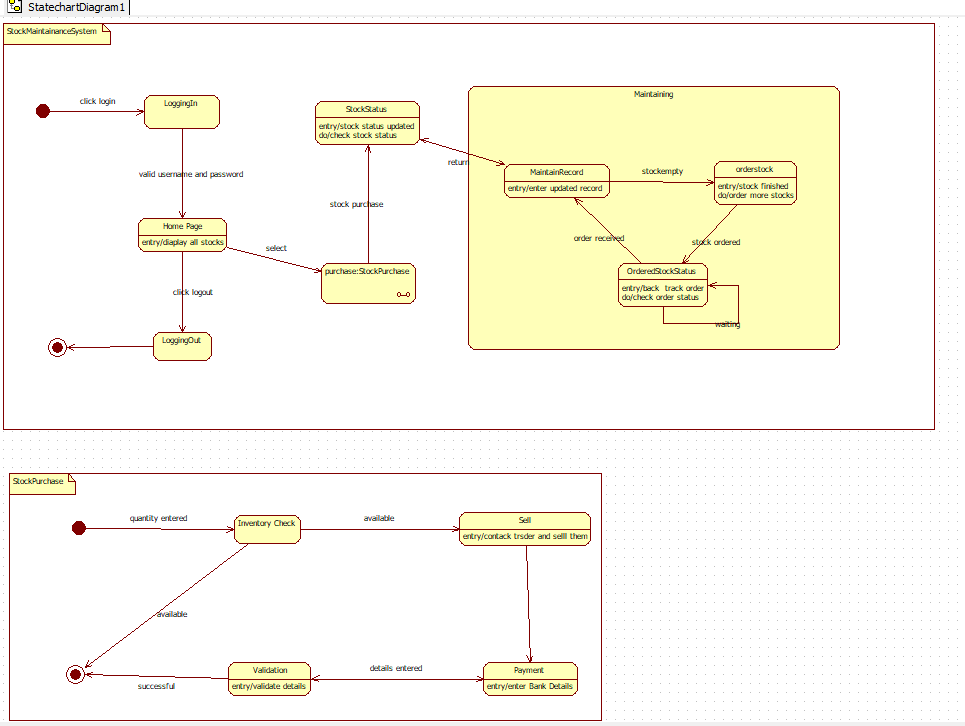 StatechartDiagram1
StockMaintainanceSystem
click login
LoggingIn
StockStatus
entry/stock status updated
do/check stock status
Maintaining
return
MaintainRecord
entry/enter updated record
stockempty
orderstock
entry/stock finished
do/order more stocks
valid username and password
stock purchase
Home Page
entry/diaplay all stocks
select
order received
stock ordered
purchase:StockPurchase
OrderedStockStatus
entry/back  track order
do/check order status
waiting
click logout
LoggingOut
StockPurchase
quantity entered
Inventory Check
available
Sell
entry/contack trsder and selll them
available
Validation
entry/validate details
details entered
Payment
entry/enter Bank Details
successful